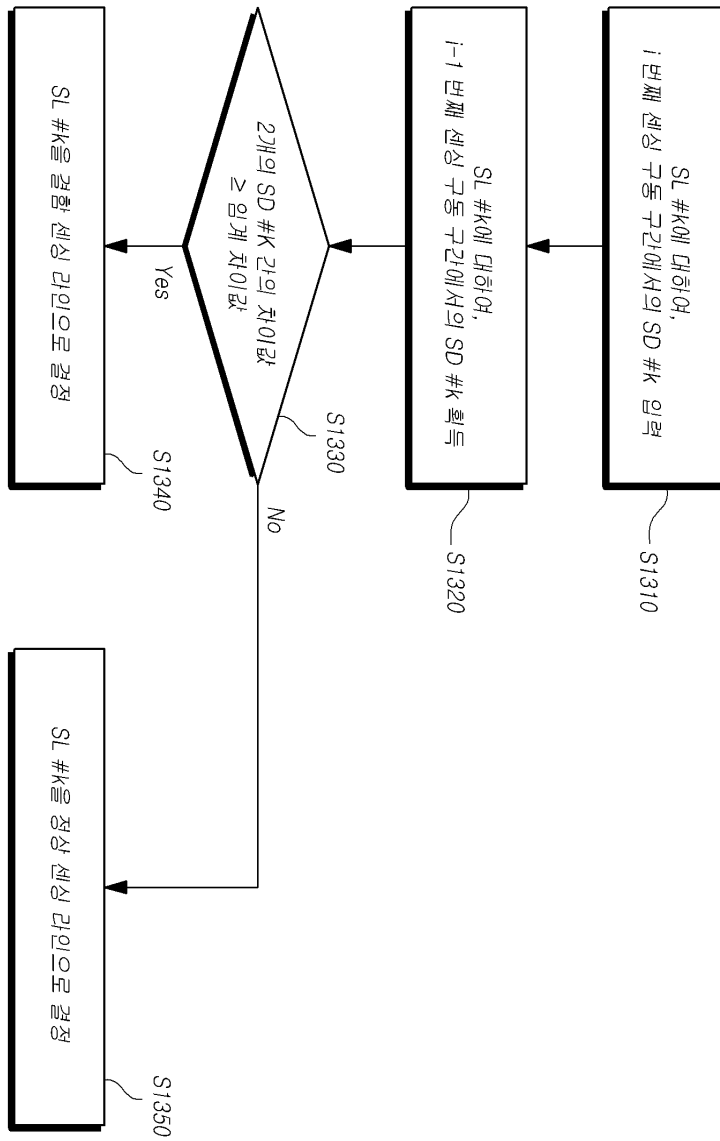 SL #k에 대하여,
i 번째 센싱 구동 구간에서의 SD #k 입력
S1310
SL #k에 대하여,
i-1 번째 센싱 구동 구간에서의 SD #k 획득
S1320
2개의 SD #K 간의 차이값
≥ 임계 차이값
S1330
Yes
No
SL #k을 결함 센싱 라인으로 결정
S1340
SL #k을 정상 센싱 라인으로 결정
S1350